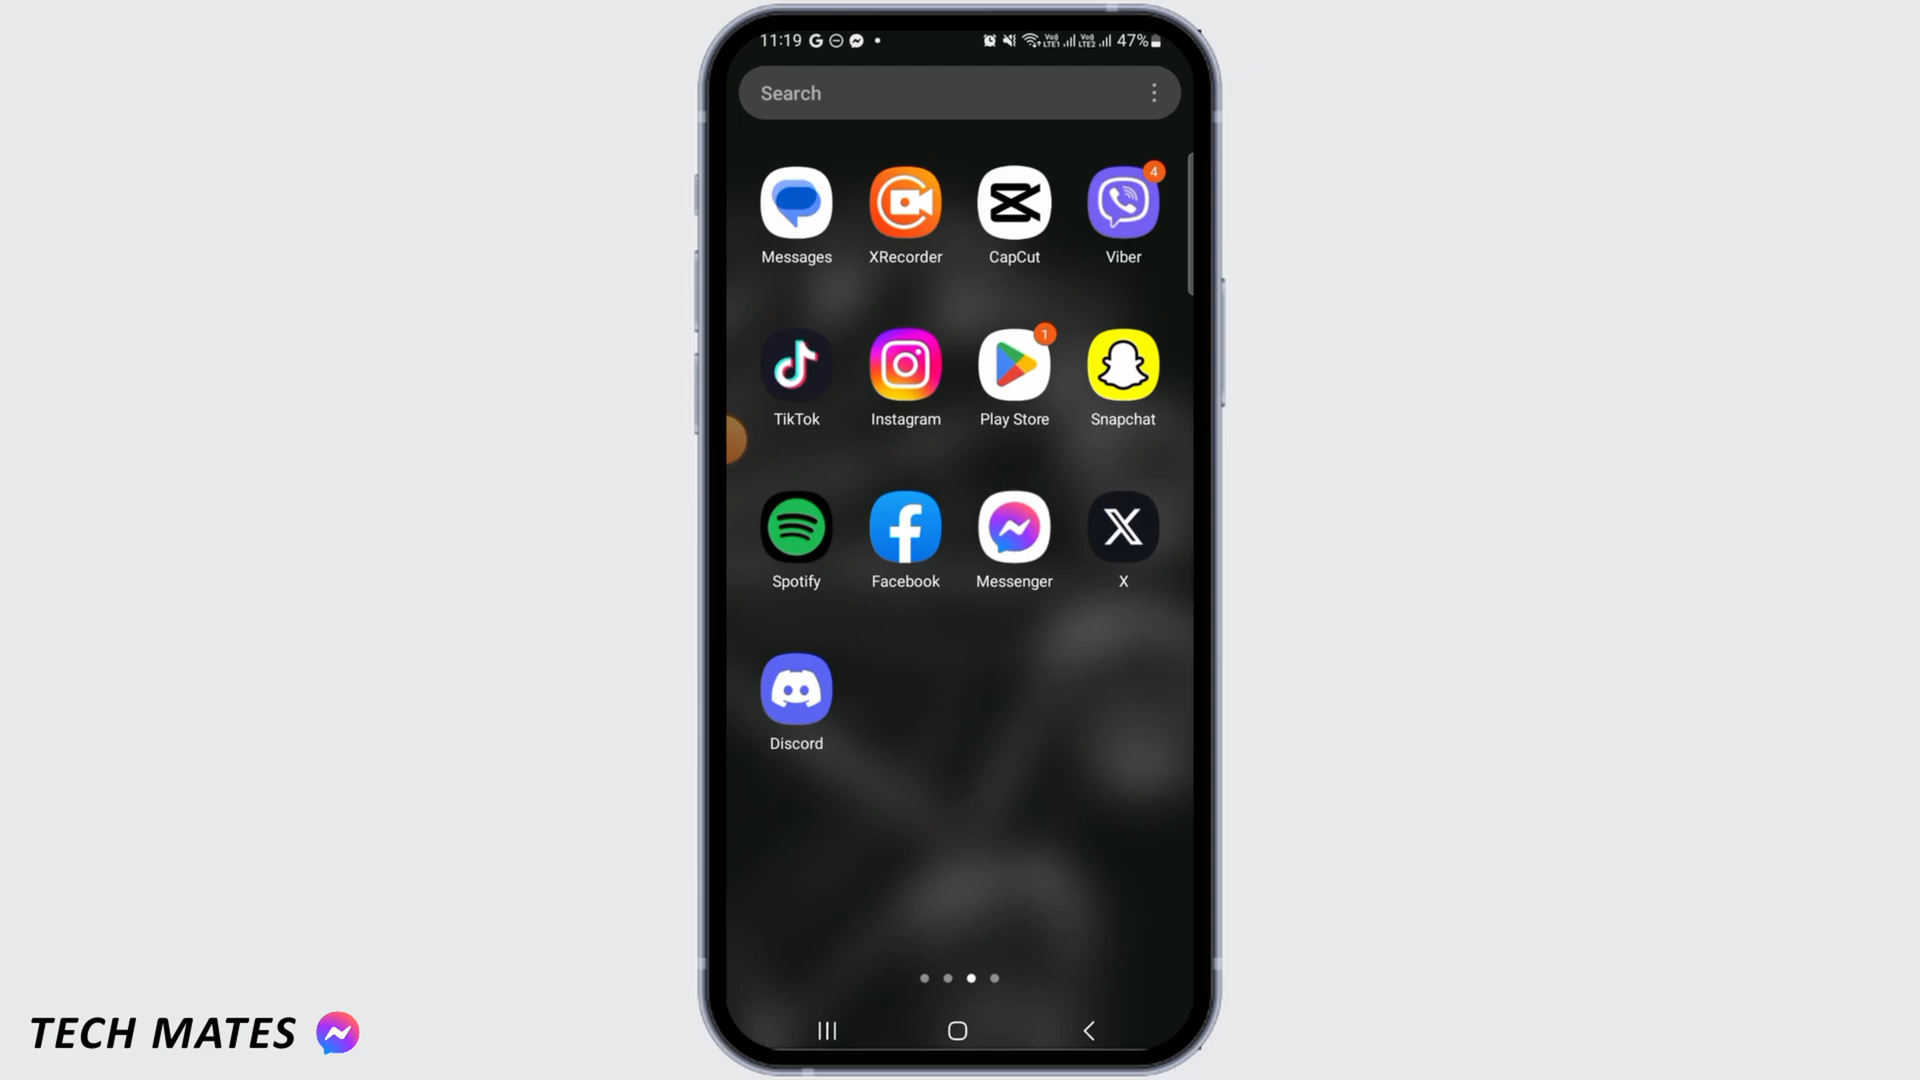 11:19
47%
Search
4
Messages
XRecorder
CapCut
Viber
1
TikTok
Instagram
Play Store
Snapchat
Spotify
Facebook
Messenger
X
Discord
TECH MATES